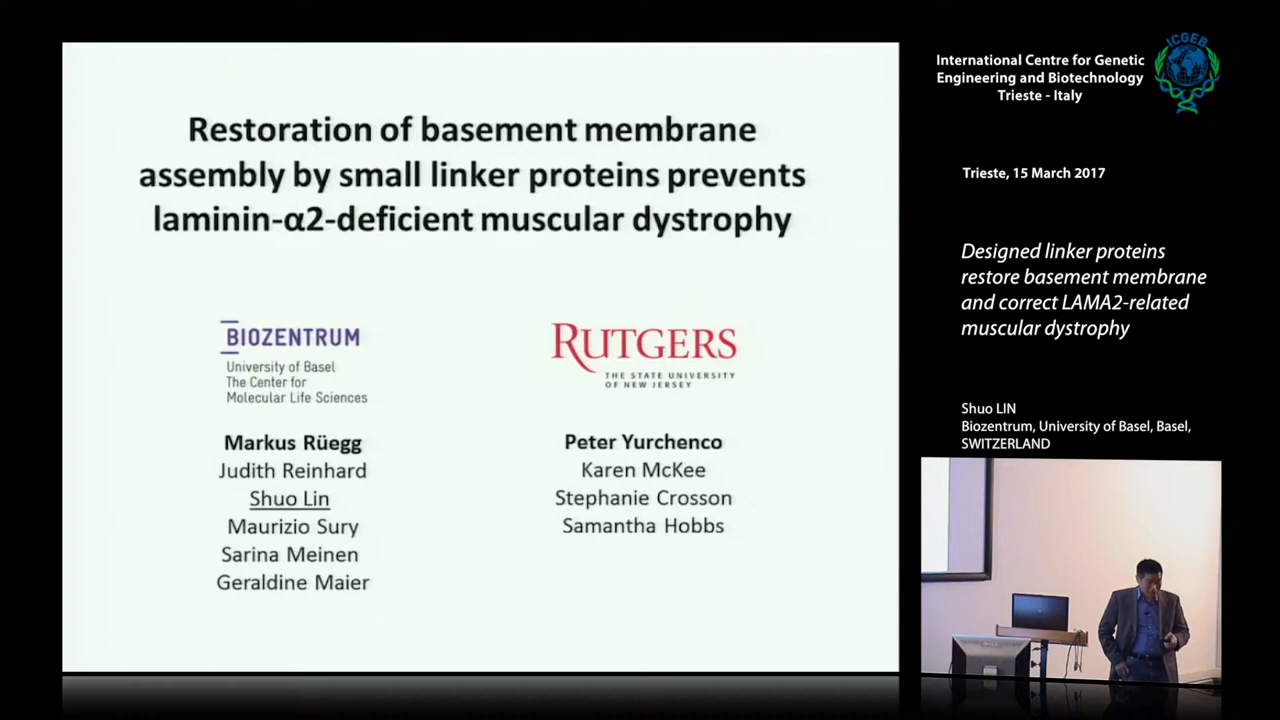 Restoration of basement membrane
assembly by small linker proteins prevents
laminin-α2-deficient muscular dystrophy
BIOZENTRUM
University of Basel
The Center for
Molecular Life Sciences
Markus Rüegg
Judith Reinhard
Shuo Lin
Maurizio Sury
Sarina Meinen
Geraldine Maier
RUTGERS
THE STATE UNIVERSITY
OF NEW JERSEY
Peter Yurchenco
Karen McKee
Stephanie Crosson
Samantha Hobbs
International Centre for Genetic
Engineering and Biotechnology
Trieste - Italy
ICGEB
Trieste, 15 March 2017
Designed linker proteins
restore basement membrane
and correct LAMA2-related
muscular dystrophy
Shuo LIN
Biozentrum, University of Basel, Basel,
SWITZERLAND